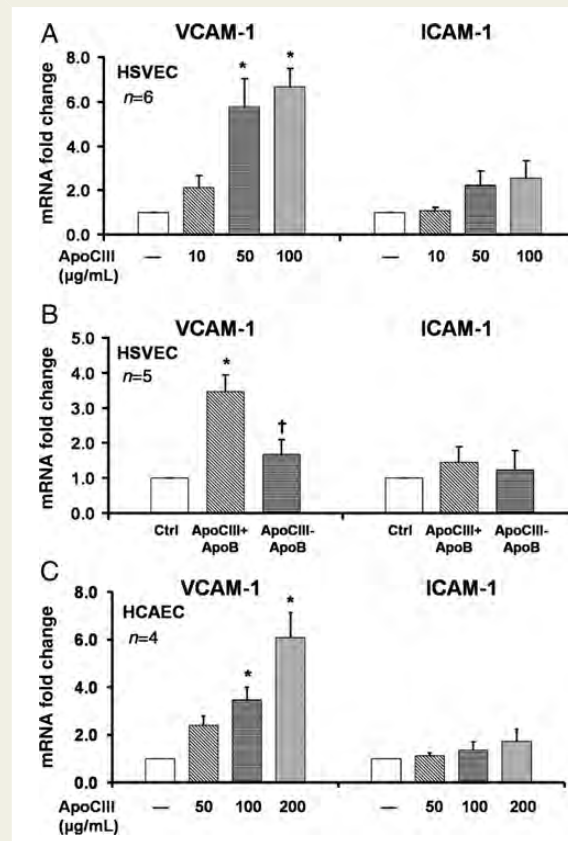 A
VCAM-1 ICAM-1
HSVEC
n=6
mRNA fold change
8.0
6.0
4.0
2.0
0.0
* *
ApoCIII — 10 50 100 — 10 50 100
(µg/mL)
B
VCAM-1 ICAM-1
HSVEC
n=5
mRNA fold change
5.0
4.0
3.0
2.0
1.0
0.0
*
†
Ctrl ApoCIII+ ApoCIII- Ctrl ApoCIII+ ApoCIII-
ApoB ApoB ApoB ApoB
C
VCAM-1 ICAM-1
HCAEC
n=4
mRNA fold change
8.0
6.0
4.0
2.0
0.0
*
*
ApoCIII — 50 100 200 — 50 100 200
(µg/mL)